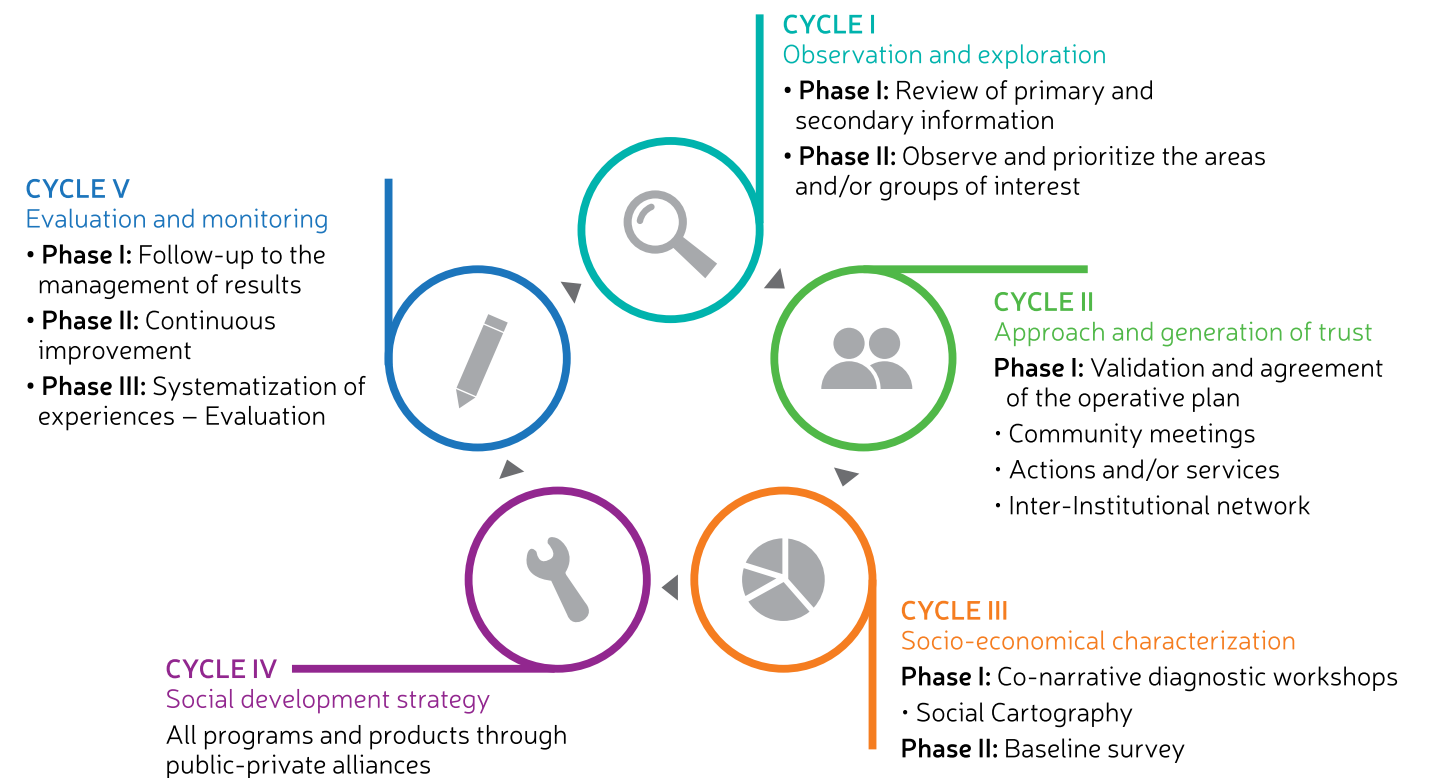 CYCLE I
Observation and exploration
• Phase I: Review of primary and
secondary information
• Phase II: Observe and prioritize the areas
and/or groups of interest
CYCLE II
Approach and generation of trust
Phase I: Validation and agreement
of the operative plan
• Community meetings
• Actions and/or services
• Inter-Institutional network
CYCLE III
Socio-economical characterization
Phase I: Co-narrative diagnostic workshops
• Social Cartography
Phase II: Baseline survey
CYCLE IV
Social development strategy
All programs and products through
public-private alliances
CYCLE V
Evaluation and monitoring
• Phase I: Follow-up to the
management of results
• Phase II: Continuous
improvement
• Phase III: Systematization of
experiences – Evaluation